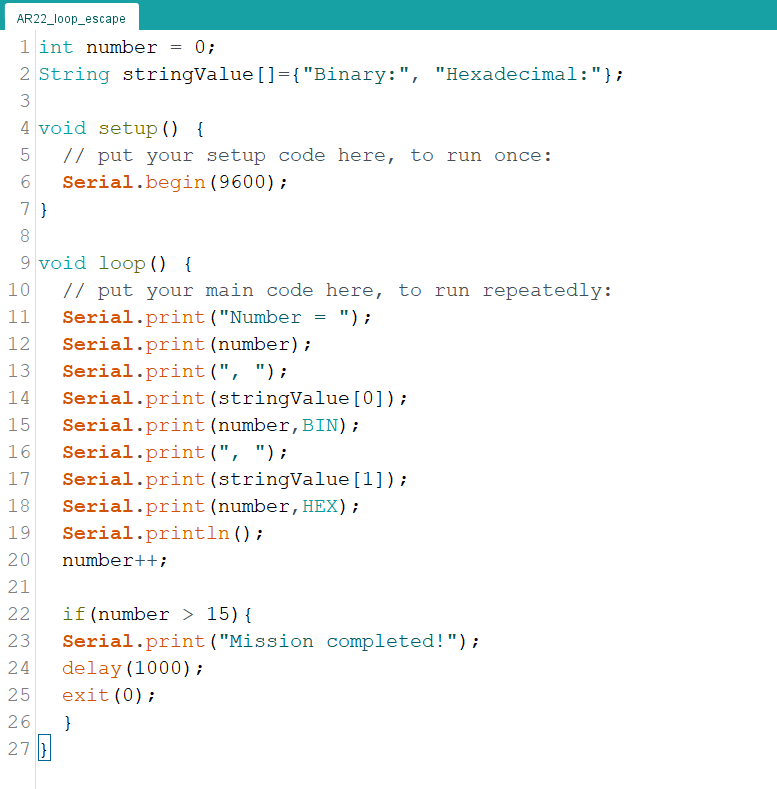 AR22_loop_escape
1 int number = 0;
2 String stringValue[]={"Binary:", "Hexadecimal:"};
3
4 void setup() {
5   // put your setup code here, to run once:
6   Serial.begin(9600);
7 }
8
9 void loop() {
10   // put your main code here, to run repeatedly:
11   Serial.print("Number = ");
12   Serial.print(number);
13   Serial.print(", ");
14   Serial.print(stringValue[0]);
15   Serial.print(number,BIN);
16   Serial.print(", ");
17   Serial.print(stringValue[1]);
18   Serial.print(number,HEX);
19   Serial.println();
20   number++;
21
22   if(number > 15){
23   Serial.print("Mission completed!");
24   delay(1000);
25   exit(0);
26   }
27 }